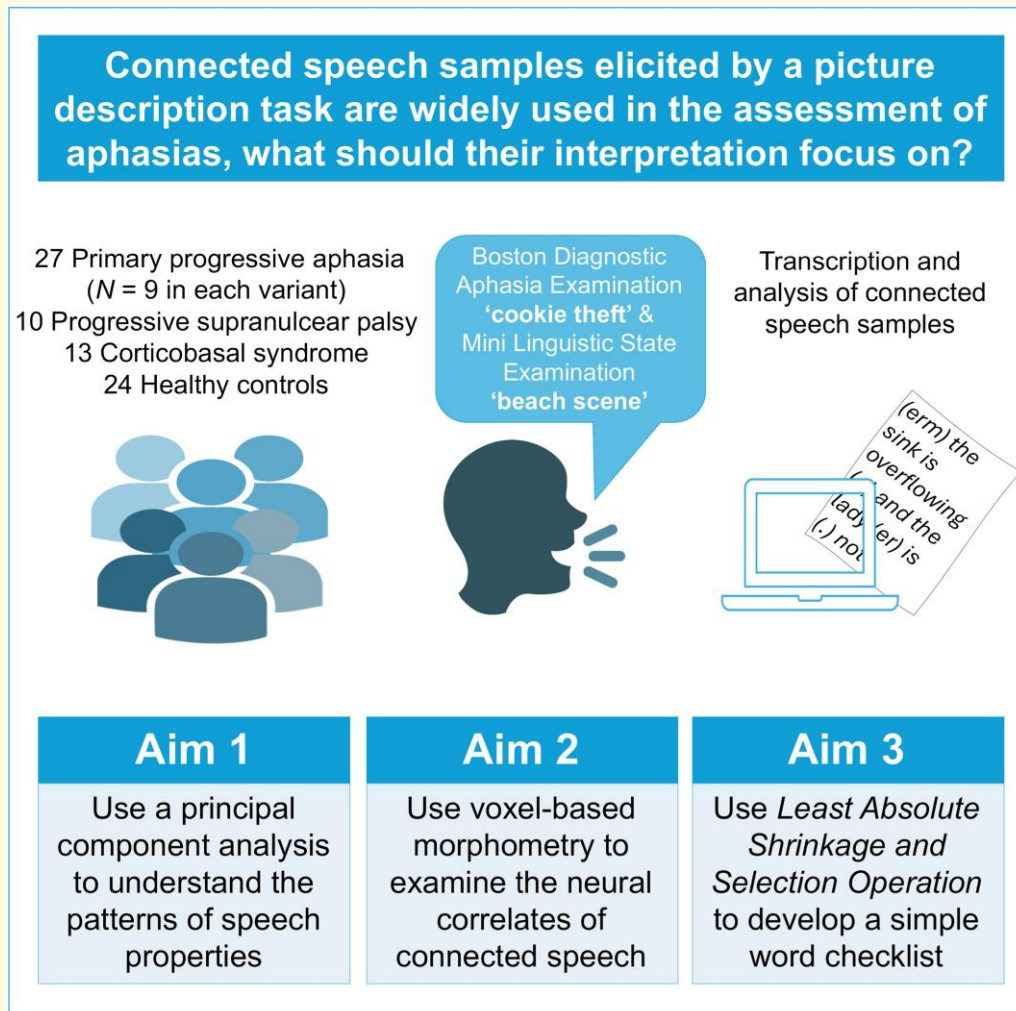 Connected speech samples elicited by a picture
description task are widely used in the assessment of
aphasias, what should their interpretation focus on?
27 Primary progressive aphasia
(N = 9 in each variant)
10 Progressive supranulcear palsy
13 Corticobasal syndrome
24 Healthy controls
Boston Diagnostic
Aphasia Examination
‘cookie theft’ &
Mini Linguistic State
Examination
‘beach scene’
Transcription and
analysis of connected
speech samples
(erm) the
sink is
overflowing
(. and the
lady (er) is
(.) not
Aim 1
Use a principal
component analysis
to understand the
patterns of speech
properties
Aim 2
Use voxel-based
morphometry to
examine the neural
correlates of
connected speech
Aim 3
Use Least Absolute
Shrinkage and
Selection Operation
to develop a simple
word checklist